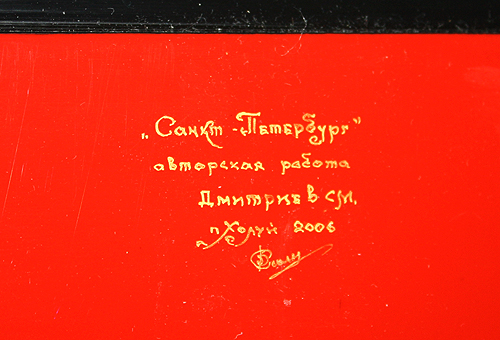 „Санкт-Петербург"
авторская работа
Дмитриев С.М.
п Холуй 2006